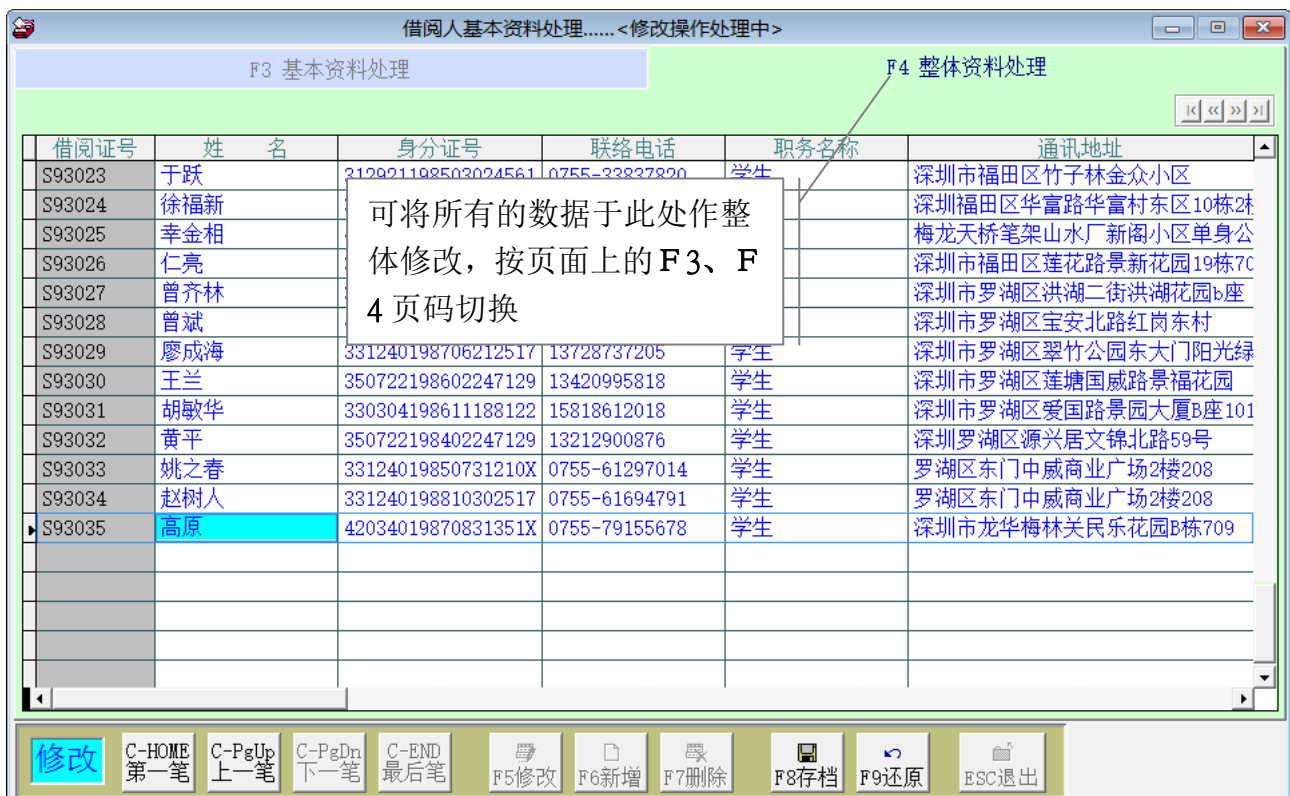 借阅人基本资料处理......<修改操作处理中>
F3 基本资料处理
F4 整体资料处理
借阅证号 姓 名 身分证号 联络电话 职务名称 通讯地址
S93023 于跃 312921198503024561 0755-33837820 学生 深圳市福田区竹子林金众小区
S93024 徐福新 深圳福田区华富路华富村东区10栋2
S93025 幸金相 梅龙天桥笔架山水厂新阁小区单身公
S93026 仁亮 深圳市福田区莲花路景新花园19栋70
S93027 曾齐林 深圳市罗湖区洪湖二街洪湖花园b座
S93028 曾斌 深圳市罗湖区宝安北路红岗东村
S93029 廖成海 331240198706212517 13728737205 学生 深圳市罗湖区翠竹公园东大门阳光绿
S93030 王兰 350722198602247129 13420995818 学生 深圳市罗湖区莲塘国威路景福花园
S93031 胡敏华 330304198611188122 15818612018 学生 深圳市罗湖区爱国路景园大厦B座101
S93032 黄平 350722198402247129 13212900876 学生 深圳罗湖区源兴居文锦北路59号
S93033 姚之春 33124019850731210X 0755-61297014 学生 罗湖区东门中威商业广场2楼208
S93034 赵树人 331240198810302517 0755-61694791 学生 罗湖区东门中威商业广场2楼208
S93035 高原 42034019870831351X 0755-79155678 学生 深圳市龙华梅林关民乐花园B栋709
可将所有的数据于此处作整
体修改，按页面上的F3、F
4页码切换
修改
C-HOME
第一笔
C-PgUp
上一笔
C-PgDn
下一笔
C-END
最后笔
F5修改
F6新增
F7删除
F8存档
F9还原
ESC退出